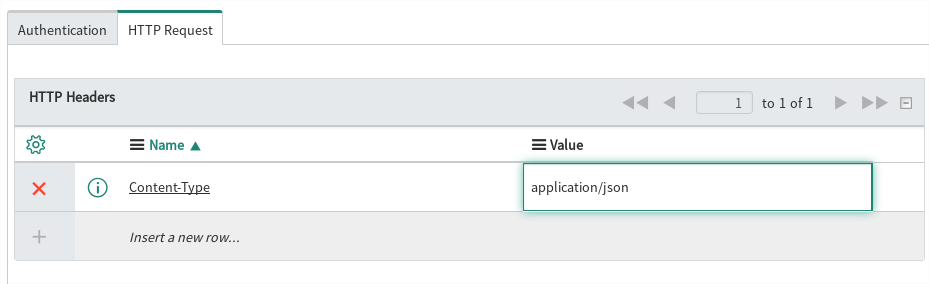 Authentication
HTTP Request
HTTP Headers
1 to 1 of 1
Name Value
Content-Type application/json
Insert a new row...